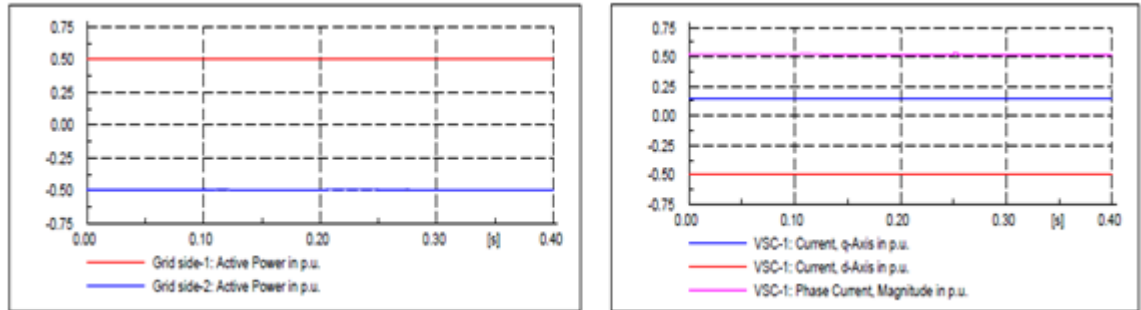 0.75
0.50
0.25
0.00
-0.25
-0.50
-0.75
0.00 0.10 0.20 0.30 [s] 0.40
Grid side-1: Active Power in p.u.
Grid side-2: Active Power in p.u.
0.75
0.50
0.25
0.00
-0.25
-0.50
-0.75
0.00 0.10 0.20 0.30 [s] 0.40
VSC-1: Current, q-Axis in p.u.
VSC-1: Current, d-Axis in p.u.
VSC-1: Phase Current, Magnitude in p.u.